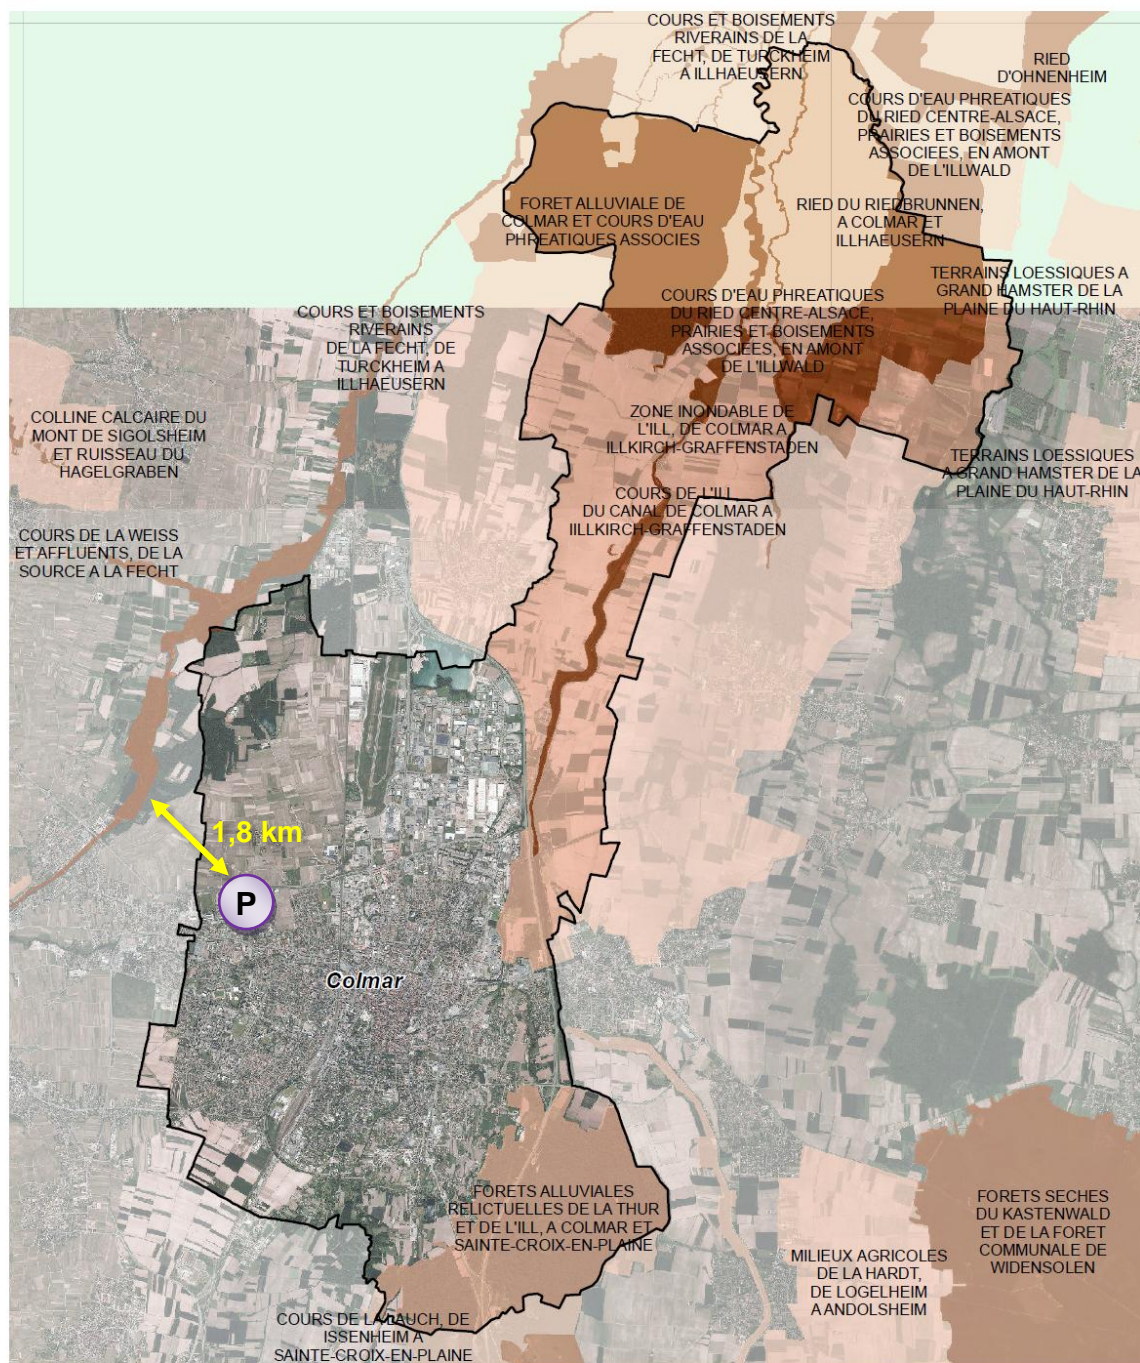 COURS ET BOISEMENTS
RIVERAINS DE LA
FECHT, DE TURCKHEIM
A ILLHAEUSERN
RIED
D'OHNENHEIM
COURS D'EAU PHREATIQUES
DU RIED CENTRE-ALSACE,
PRAIRIES ET BOISEMENTS
ASSOCIEES, EN AMONT
DE L'ILLWALD
FORET ALLUVIALE DE
COLMAR ET COURS D'EAU
PHREATIQUES ASSOCIES
RIED DU RIEDBRUNNEN,
A COLMAR ET
ILLHAEUSERN
TERRAINS LOESSIQUES A
GRAND HAMSTER DE LA
PLAINE DU HAUT-RHIN
COURS ET BOISEMENTS
RIVERAINS
DE LA FECHT, DE
TURCKHEIM A
ILLHAEUSERN
COURS D'EAU PHREATIQUES
DU RIED CENTRE-ALSACE,
PRAIRIES ET BOISEMENTS
ASSOCIEES, EN AMONT
DE L'ILLWALD
COLLINE CALCAIRE DU
MONT DE SIGOLSHEIM
ET RUISSEAU DU
HAGELGRABEN
ZONE INONDABLE DE
L'ILL, DE COLMAR A
ILLKIRCH-GRAFFENSTADEN
TERRAINS LOESSIQUES
A GRAND HAMSTER DE LA
PLAINE DU HAUT-RHIN
COURS DE L'ILL
DU CANAL DE COLMAR A
IILLKIRCH-GRAFFENSTADEN
COURS DE LA WEISS
ET AFFLUENTS, DE LA
SOURCE A LA FECHT
1,8 km
P
Colmar
FORETS ALLUVIALES
RELICTUELLES DE LA THUR
ET DE L'ILL, A COLMAR ET
SAINTE-CROIX-EN-PLAINE
FORETS SECHES
DU KASTENWALD
ET DE LA FORET
COMMUNALE DE
WIDENSOLEN
MILIEUX AGRICOLES
DE LA HARDT,
DE LOGELHEIM
A ANDOLSHEIM
COURS DE LA LAUCH, DE
ISSENHEIM A
SAINTE-CROIX-EN-PLAINE